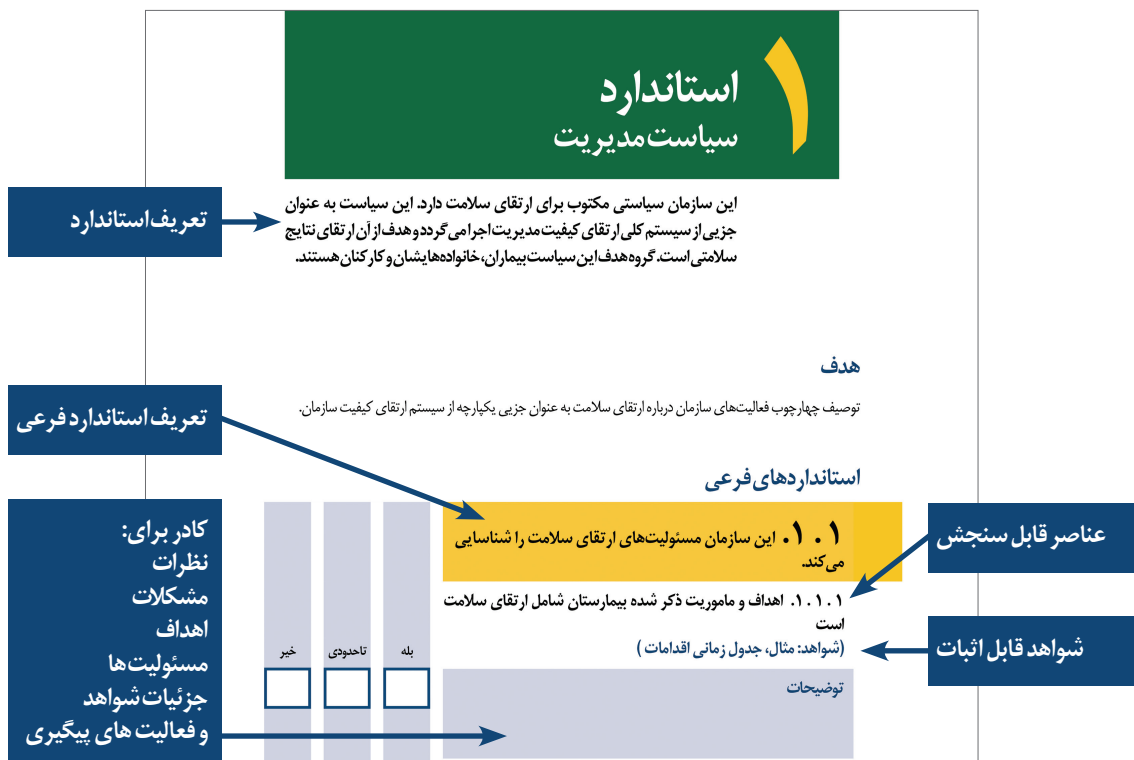 ۱
استاندارد
سیاست مدیریت
تعریف استاندارد
این سازمان سیاستی مکتوب برای ارتقای سلامت دارد. این سیاست به عنوان
جزیی از سیستم کلی ارتقای کیفیت مدیریت اجرا می‌گردد و هدف از آن ارتقای نتایج
سلامتی است. گروه هدف این سیاست بیماران، خانواده‌هایشان و کارکنان هستند.
هدف
توصیف چهارچوب فعالیت‌های سازمان درباره ارتقای سلامت به عنوان جزیی یکپارچه از سیستم ارتقای کیفیت سازمان.
تعریف استاندارد فرعی
استانداردهای فرعی
۱.۱. این سازمان مسئولیت‌های ارتقای سلامت را شناسایی
می‌کند.
عناصر قابل سنجش
۱.۱.۱. اهداف و ماموریت ذکر شده بیمارستان شامل ارتقای سلامت
است
شواهد قابل اثبات
(شواهد: مثال، جدول زمانی اقدامات )
بله
تاحدودی
خیر
توضیحات
کادر برای:
نظرات
مشکلات
اهداف
مسئولیت‌ها
جزئیات شواهد
و فعالیت های پیگیری